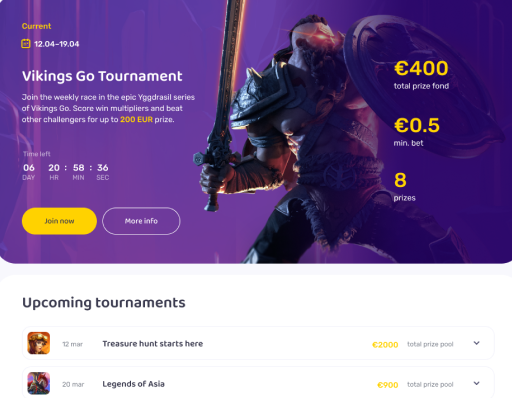 Current
12.04–19.04
Vikings Go Tournament
Join the weekly race in the epic Yggdrasil series
of Vikings Go. Score win multipliers and beat
other challengers for up to 200 EUR prize.
Time left
06 20 : 58 : 36
DAY HR MIN SEC
Join now
More info
€400
total prize fond
€0.5
min. bet
8
prizes
Upcoming tournaments
12 mar Treasure hunt starts here €2000 total prize pool
20 mar Legends of Asia €900 total prize pool